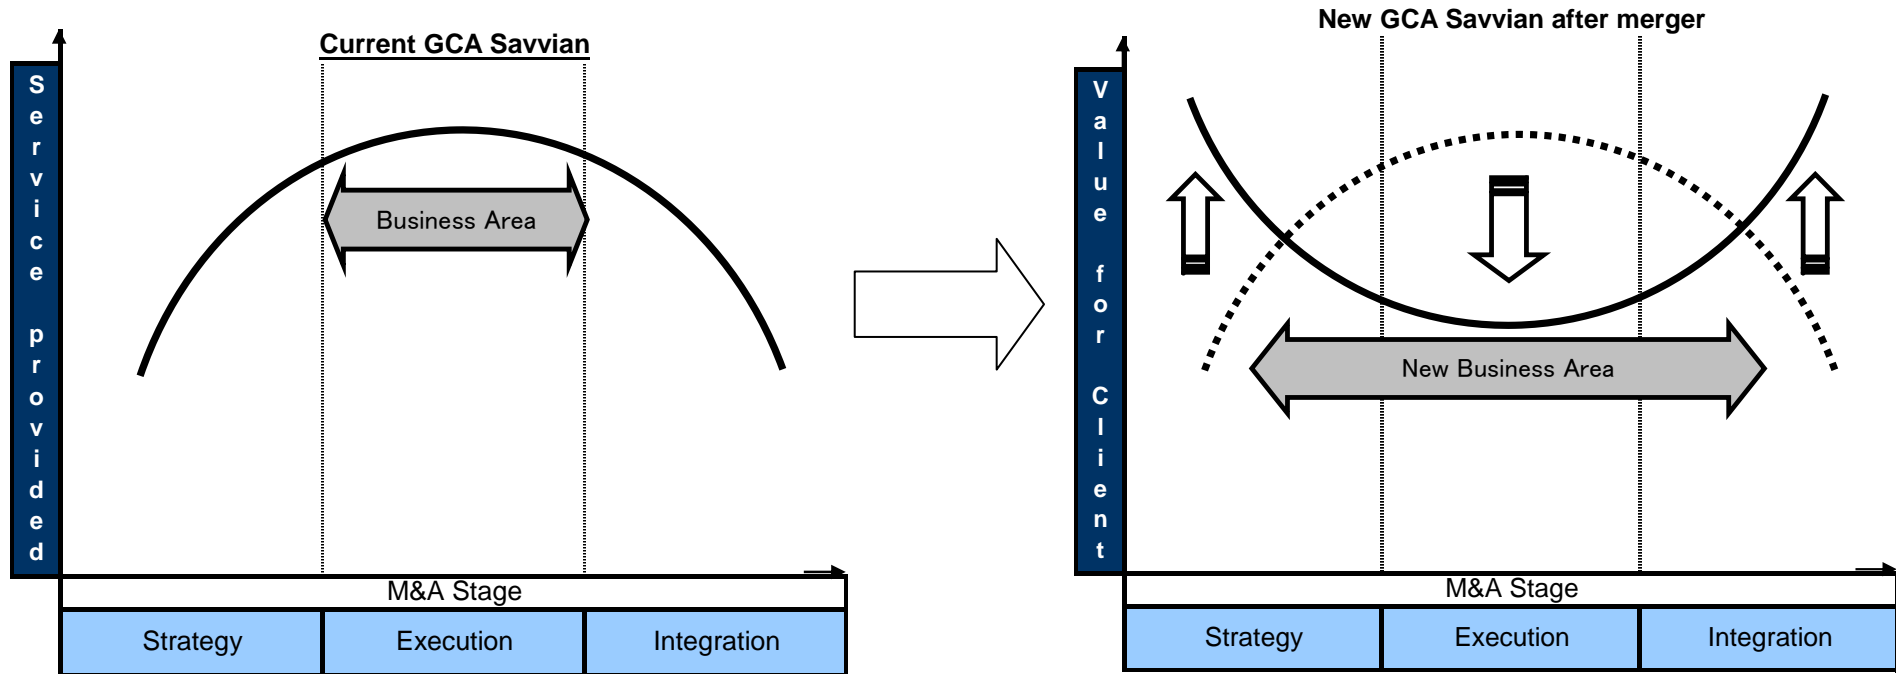 Current GCA Savvian
Service provided
Business Area
M&A Stage
Strategy
Execution
Integration
New GCA Savvian after merger
Value for Client
New Business Area
M&A Stage
Strategy
Execution
Integration